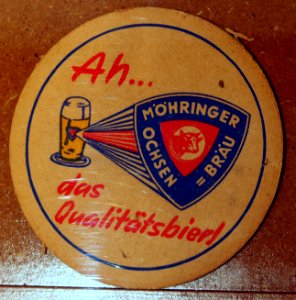 Ah...
MÖHRINGER
OCHSEN=BRÄU
das
Qualitätsbier!